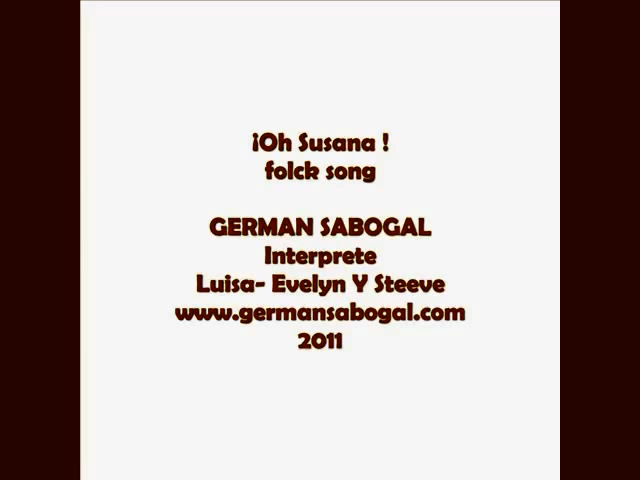 ¡Oh Susana !
folck song
GERMAN SABOGAL
Interprete
Luisa- Evelyn Y Steeve
www.germansabogal.com
2011